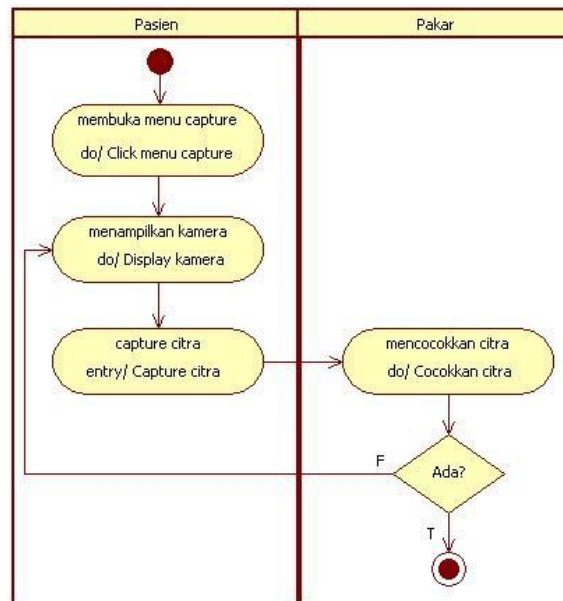 Pasien
Pakar
membuka menu capture
do/ Click menu capture
menampilkan kamera
do/ Display kamera
capture citra
entry/ Capture citra
mencocokkan citra
do/ Cocokkan citra
Ada?
F
T